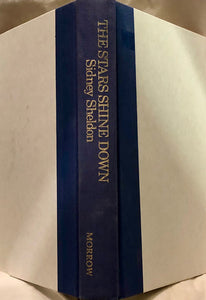 THE STARS SHINE DOWN
Sidney Sheldon
MORROW